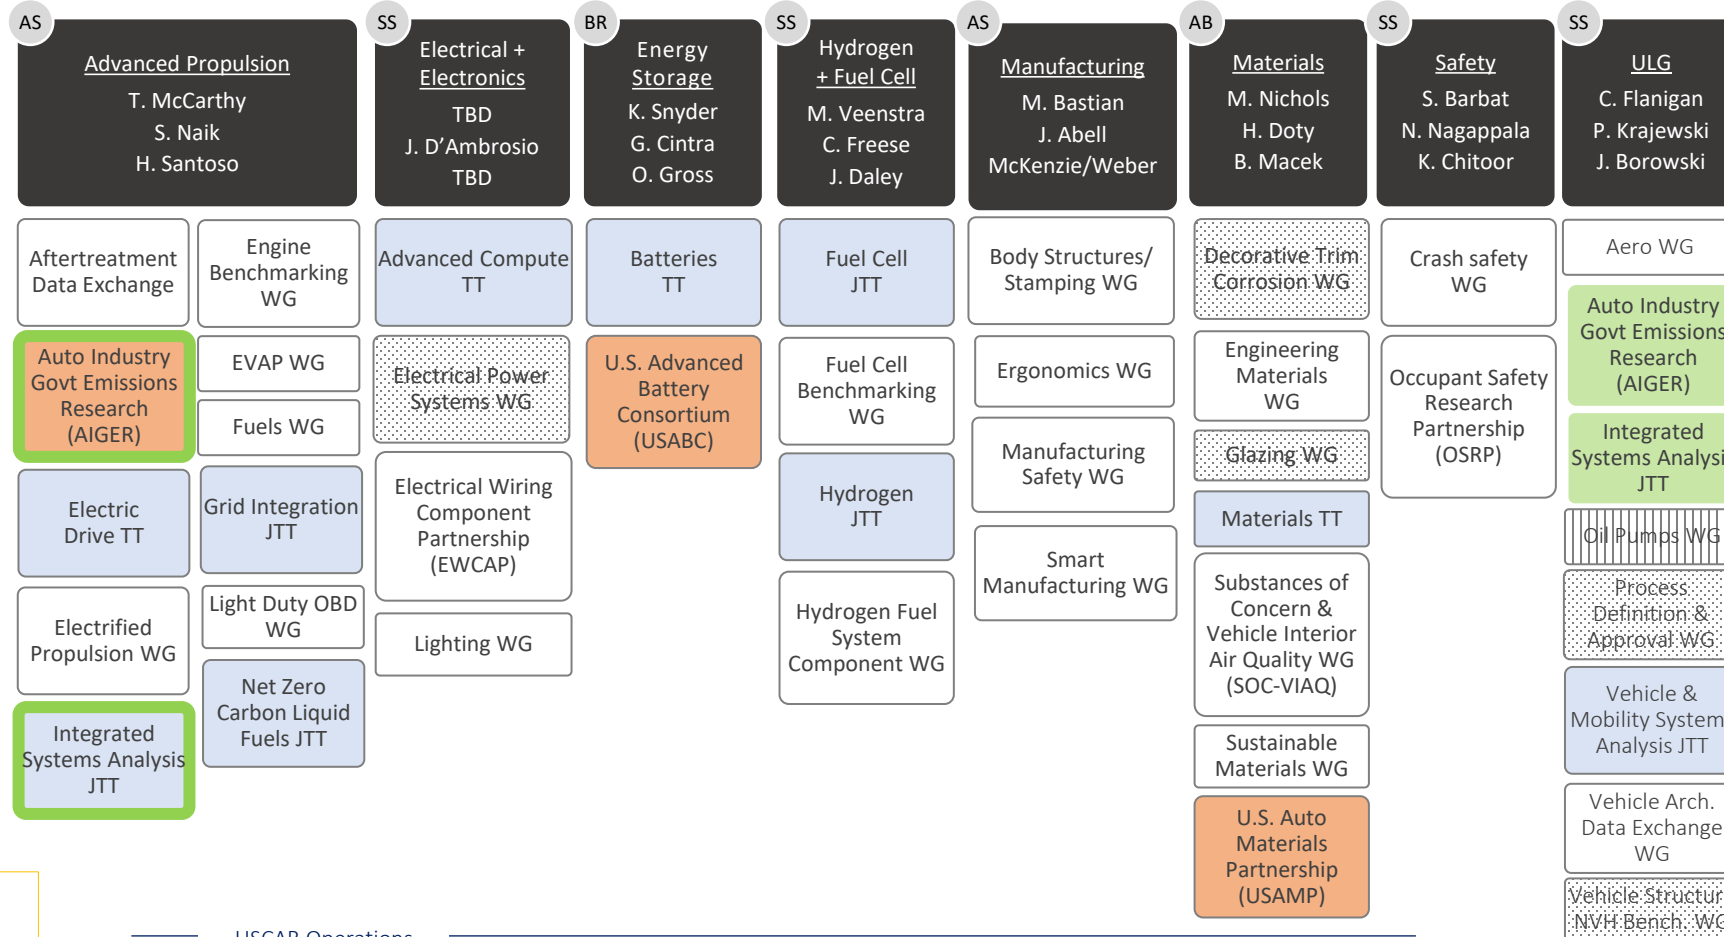 AS
Advanced Propulsion
T. McCarthy
S. Naik
H. Santoso
SS
Electrical +
Electronics
TBD
J. D’Ambrosio
TBD
BR
Energy
Storage
K. Snyder
G. Cintra
O. Gross
SS
Hydrogen
+ Fuel Cell
M. Veenstra
C. Freese
J. Daley
AS
Manufacturing
M. Bastian
J. Abell
McKenzie/Weber
AB
Materials
M. Nichols
H. Doty
B. Macek
SS
Safety
S. Barbat
N. Nagappala
K. Chitoor
SS
ULG
C. Flanigan
P. Krajewski
J. Borowski
Aftertreatment
Data Exchange
Auto Industry
Govt Emissions
Research
(AIGER)
Electric
Drive TT
Electrified
Propulsion WG
Integrated
Systems Analysis
JTT
Engine
Benchmarking
WG
EVAP WG
Fuels WG
Grid Integration
JTT
Light Duty OBD
WG
Net Zero
Carbon Liquid
Fuels JTT
Advanced Compute
TT
Electrical Power
Systems WG
Electrical Wiring
Component
Partnership
(EWCAP)
Lighting WG
Batteries
TT
U.S. Advanced
Battery
Consortium
(USABC)
Fuel Cell
JTT
Fuel Cell
Benchmarking
WG
Hydrogen
JTT
Hydrogen Fuel
System
Component WG
Body Structures/
Stamping WG
Ergonomics WG
Manufacturing
Safety WG
Smart
Manufacturing WG
Decorative Trim
Corrosion WG
Engineering
Materials
WG
Glazing WG
Materials TT
Substances of
Concern &
Vehicle Interior
Air Quality WG
(SOC-VIAQ)
Sustainable
Materials WG
U.S. Auto
Materials
Partnership
(USAMP)
Crash safety
WG
Occupant Safety
Research
Partnership
(OSRP)
Aero WG
Auto Industry
Govt Emissions
Research
(AIGER)
Integrated
Systems Analysis
JTT
Oil Pumps WG
Process
Definition &
Approval WG
Vehicle &
Mobility System
Analysis JTT
Vehicle Arch.
Data Exchange
WG
Vehicle Structur
NVH Bench. WG
USCAR Operations